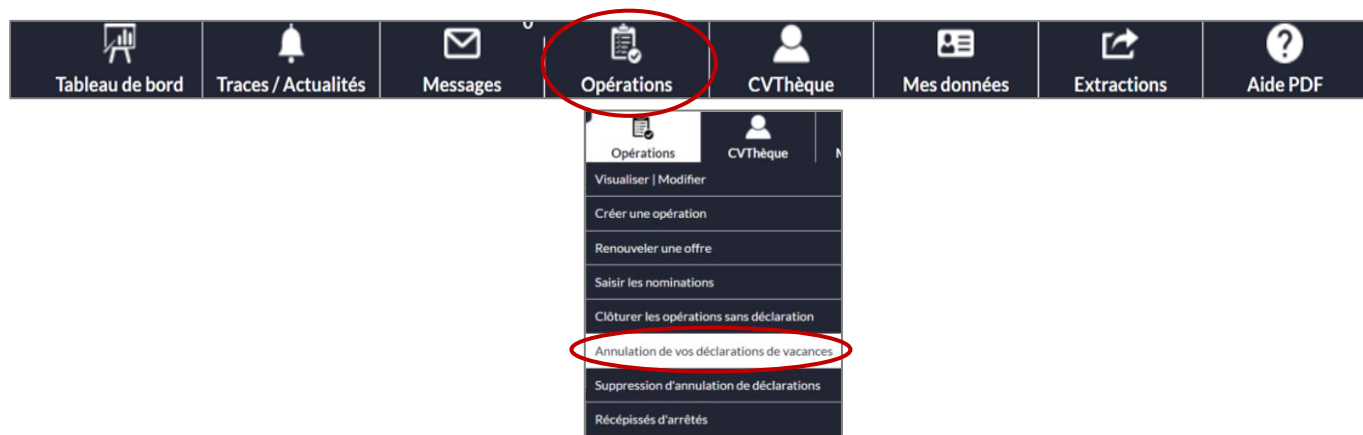 Tableau de bord Traces / Actualités Messages Opérations CVThèque Mes données Extractions Aide PDF
Opérations CVThèque
Visualiser | Modifier
Créer une opération
Renouveler une offre
Saisir les nominations
Clôturer les opérations sans déclaration
Annulation de vos déclarations de vacances
Suppression d'annulation de déclarations
Récépissés d'arrêtés